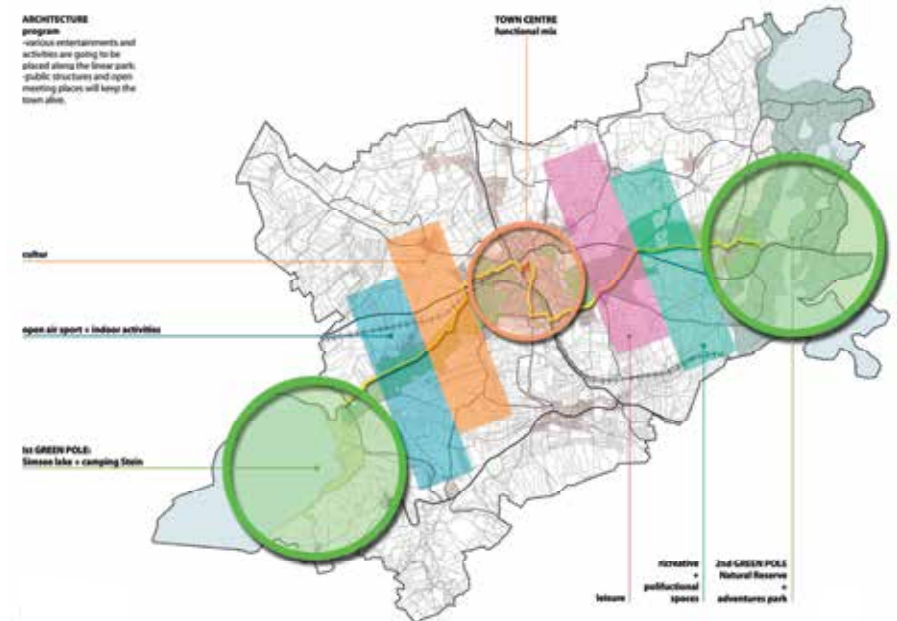 ARCHITECTURE
program
-various entertainments and
activities are going to be
placed along the linear park;
-public structures and open
meeting places will keep the
town alive.
TOWN CENTRE
functional mix
cultur
open air sport + indoor activities
Ist GREEN POLE:
Simsee lake + camping Stein
leisure
ricreative
+
polifuctional
spaces
2nd GREEN POLE
Natural Reserve
+
adventures park